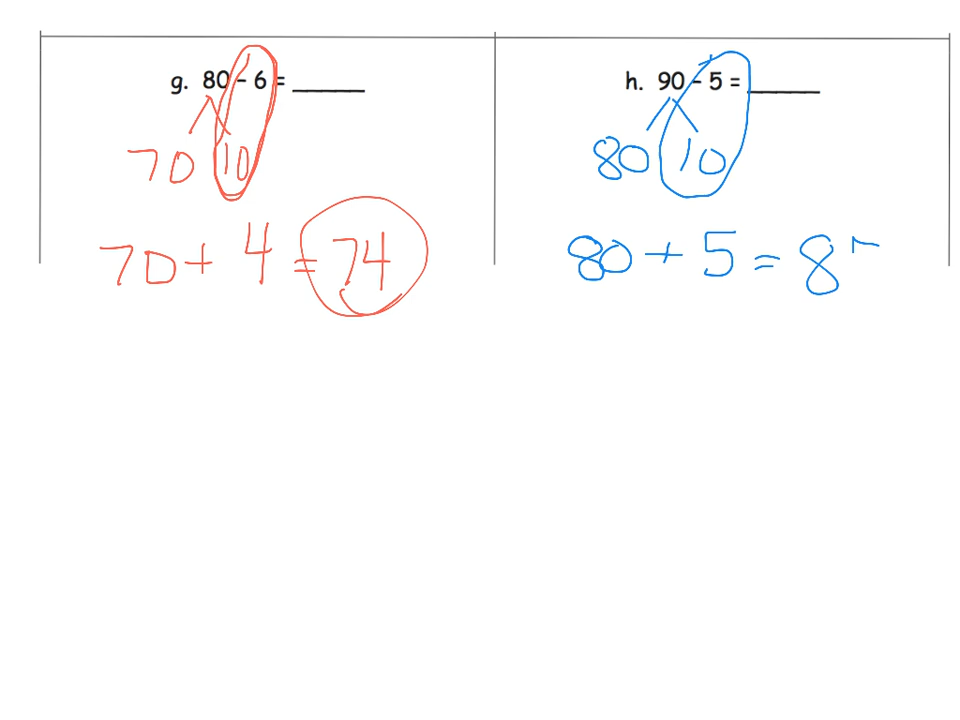 g. 80 - 6 = ______
70 10
70 + 4 = 74
h. 90 - 5 = ______
80 10
80 + 5 = 8